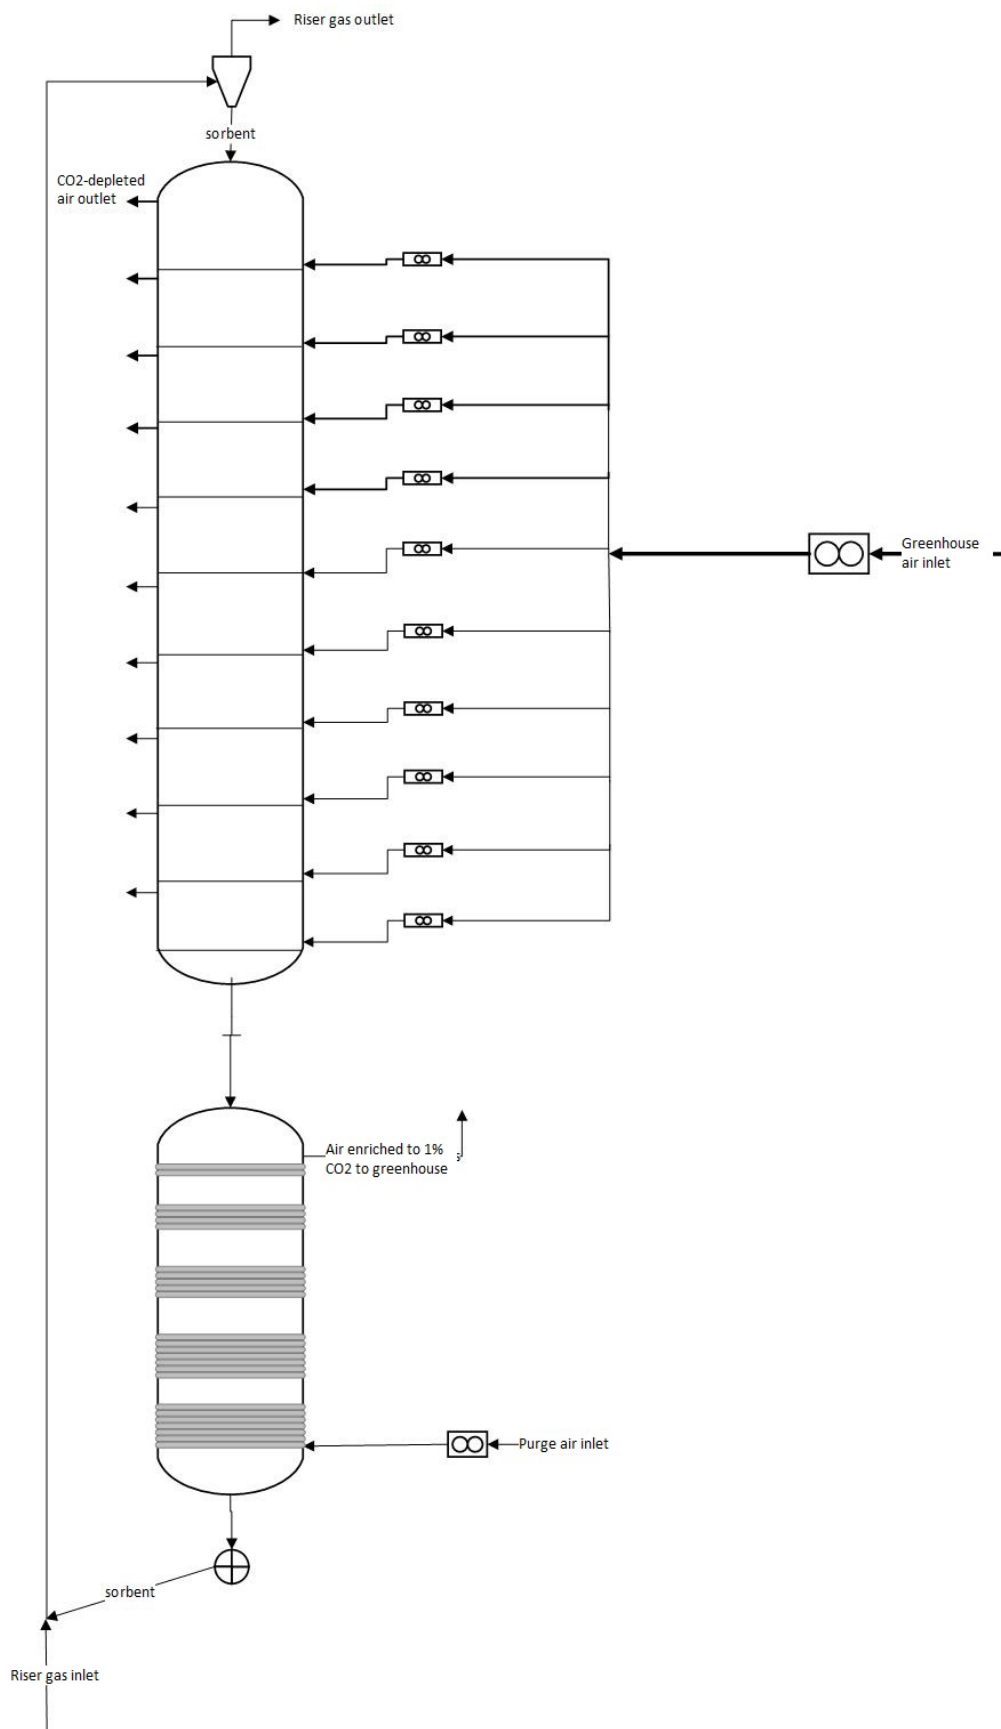 Riser gas outlet
sorbent
CO2-depleted
air outlet
Greenhouse
air inlet
Air enriched to 1%
CO2 to greenhouse
s
Purge air inlet
sorbent
Riser gas inlet